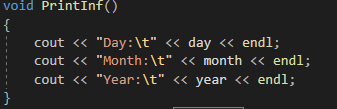 void PrintInf()
{
cout << "Day:\t" << day << endl;
cout << "Month:\t" << month << endl;
cout << "Year:\t" << year << endl;
}